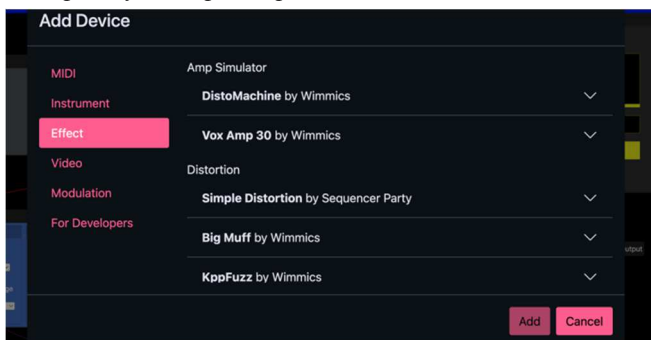 Add Device
MIDI
Instrument
Effect
Video
Modulation
For Developers
Amp Simulator
DistoMachine by Wimmics
Vox Amp 30 by Wimmics
Distortion
Simple Distortion by Sequencer Party
Big Muff by Wimmics
KppFuzz by Wimmics
Add
Cancel
utput